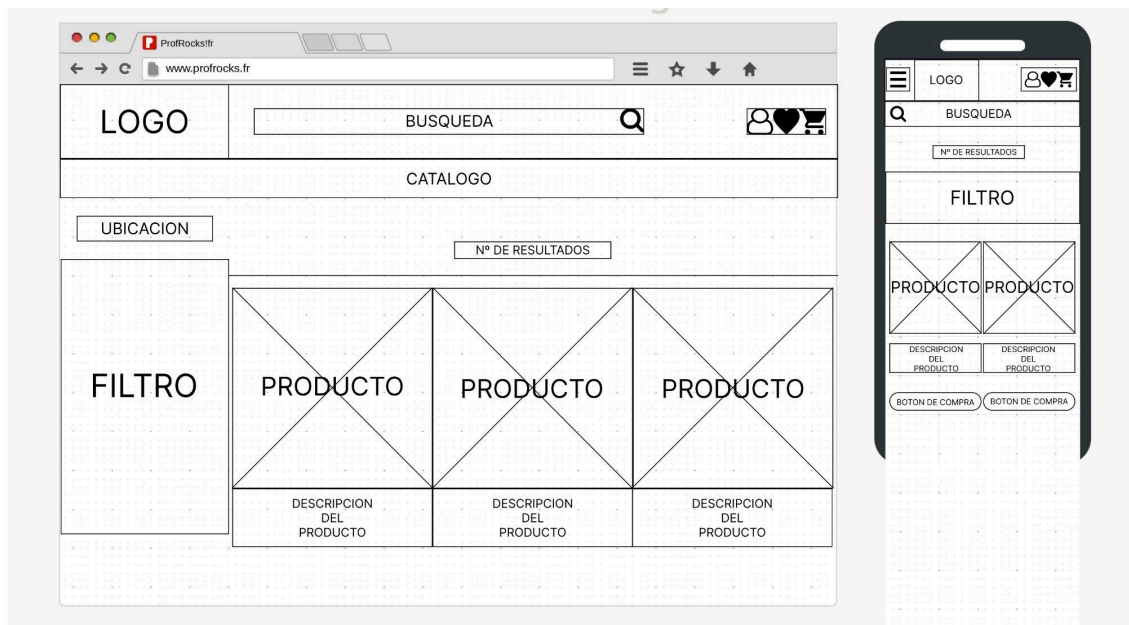 ProfRocks!fr
www.profrocks.fr
LOGO
BUSQUEDA
CATALOGO
UBICACION
Nº DE RESULTADOS
FILTRO
PRODUCTO
PRODUCTO
PRODUCTO
DESCRIPCION
DEL
PRODUCTO
DESCRIPCION
DEL
PRODUCTO
DESCRIPCION
DEL
PRODUCTO
LOGO
BUSQUEDA
Nº DE RESULTADOS
FILTRO
PRODUCTO
PRODUCTO
DESCRIPCION
DEL
PRODUCTO
DESCRIPCION
DEL
PRODUCTO
BOTON DE COMPRA
BOTON DE COMPRA